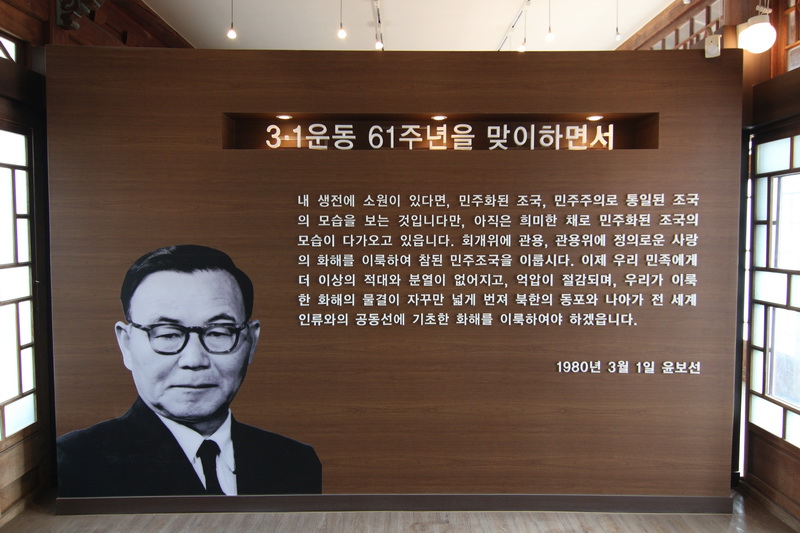 3·1운동 61주년을 맞이하면서
내 생전에 소원이 있다면, 민주화된 조국, 민주주의로 통일된 조국
의 모습을 보는 것입니다만, 아직은 희미한 채로 민주화된 조국의
모습이 다가오고 있읍니다. 회개위에 관용, 관용위에 정의로운 사랑
의 화해를 이룩하여 참된 민주조국을 이룹시다. 이제 우리 민족에게
더 이상의 적대와 분열이 없어지고, 억압이 절감되며, 우리가 이룩
한 화해의 물결이 자꾸만 넓게 번져 북한의 동포와 나아가 전 세계
인류와의 공동선에 기초한 화해를 이룩하여야 하겠읍니다.
1980년 3월 1일 윤보선